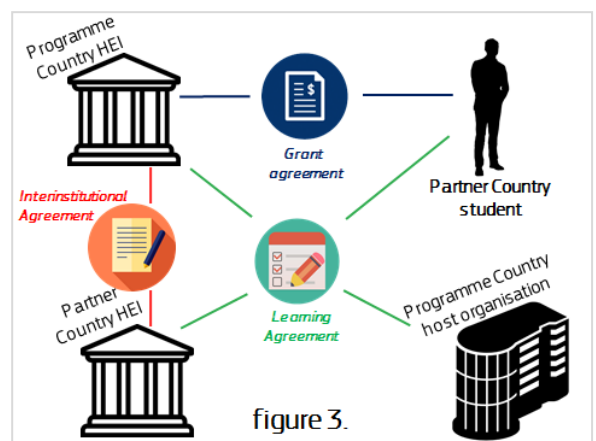 Programme
Country HEI
Grant
agreement
Partner Country
student
Interinstitutional
Agreement
Partner
Country HEI
Learning
Agreement
Programme Country
host organisation
figure 3.
$